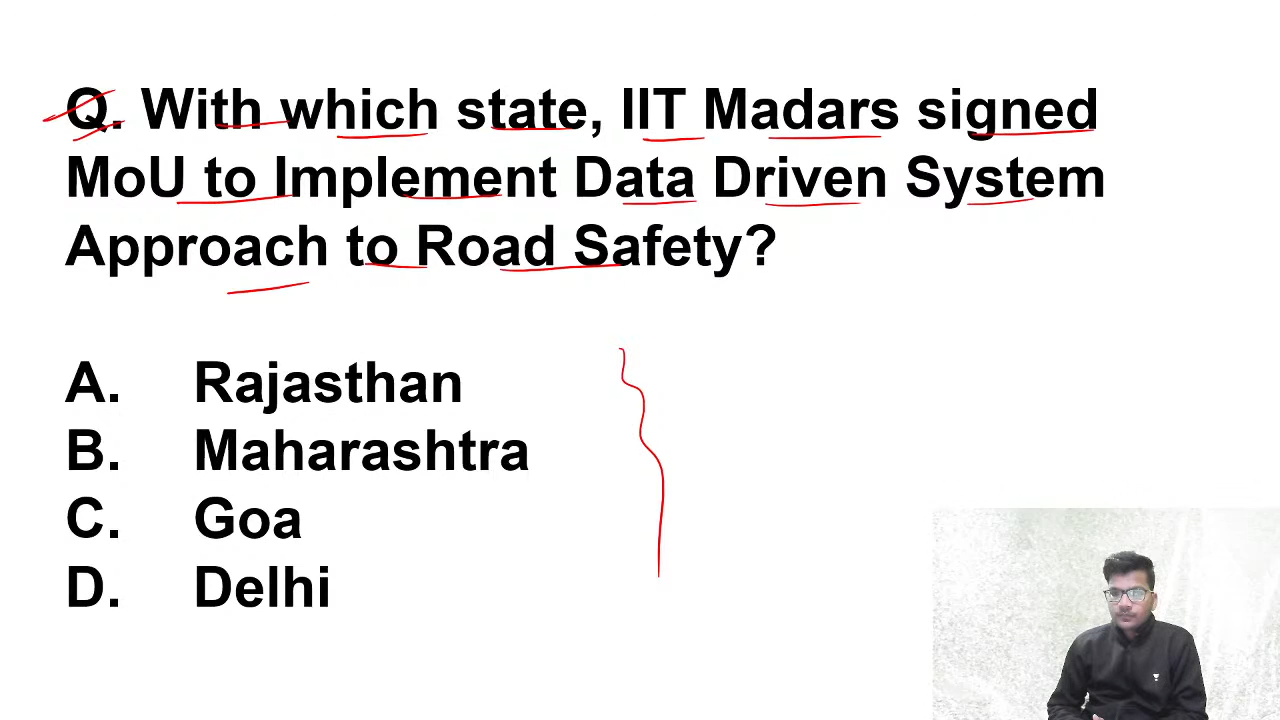 Q. With which state, IIT Madars signed
MoU to Implement Data Driven System
Approach to Road Safety?
A. Rajasthan
B. Maharashtra
C. Goa
D. Delhi